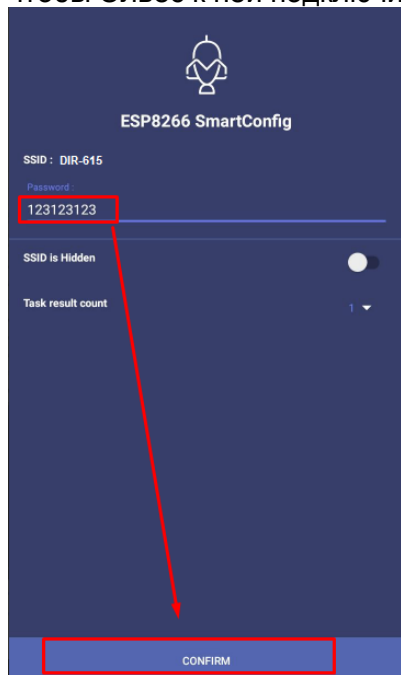 ESP8266 SmartConfig
SSID : DIR-615
Password :
123123123
SSID is Hidden
Task result count
1
CONFIRM